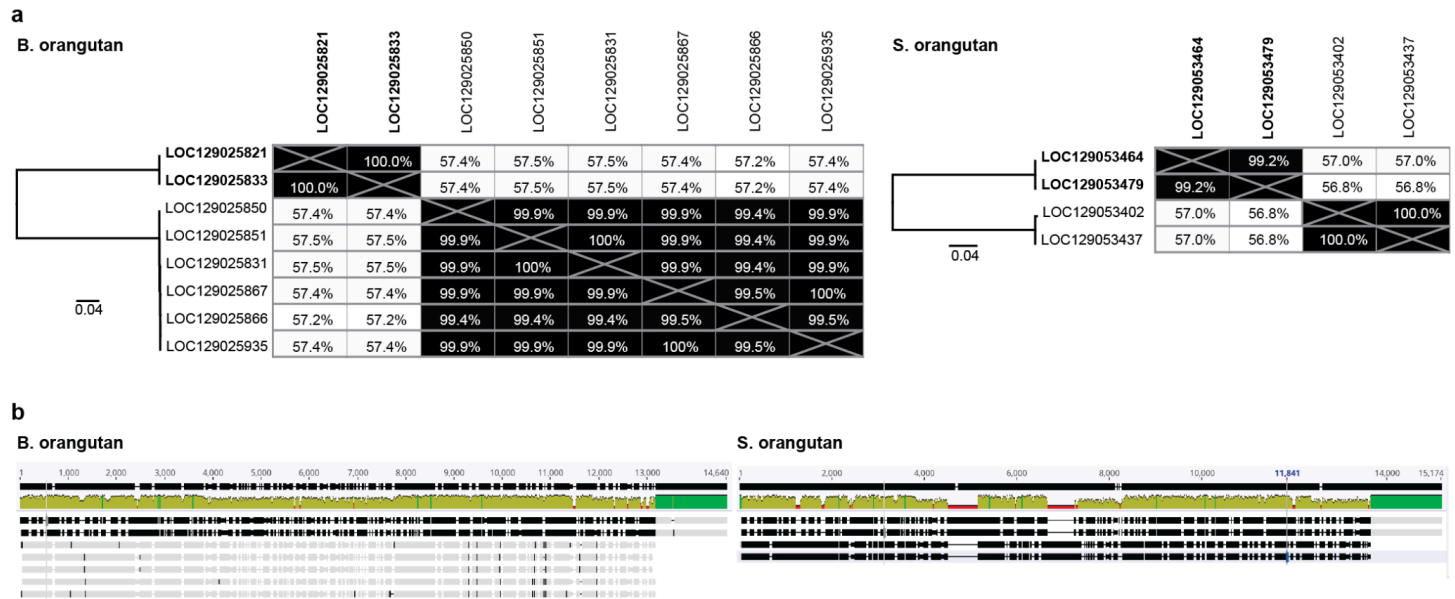 a
B. orangutan
LOC129025821 LOC129025833 LOC129025850 LOC129025851 LOC129025831 LOC129025867 LOC129025866 LOC129025935
LOC129025821 100.0% 57.4% 57.5% 57.5% 57.4% 57.2% 57.4%
LOC129025833 100.0% 57.4% 57.5% 57.5% 57.4% 57.2% 57.4%
LOC129025850 57.4% 57.4% 99.9% 99.9% 99.9% 99.4% 99.9%
LOC129025851 57.5% 57.5% 99.9% 100% 99.9% 99.4% 99.9%
LOC129025831 57.5% 57.5% 99.9% 100% 99.9% 99.4% 99.9%
LOC129025867 57.4% 57.4% 99.9% 99.9% 99.9% 99.5% 100%
LOC129025866 57.2% 57.2% 99.4% 99.4% 99.4% 99.5% 99.5%
LOC129025935 57.4% 57.4% 99.9% 99.9% 99.9% 100% 99.5%
0.04
S. orangutan
LOC129053464 LOC129053479 LOC129053402 LOC129053437
LOC129053464 99.2% 57.0% 57.0%
LOC129053479 99.2% 56.8% 56.8%
LOC129053402 57.0% 56.8% 100.0%
LOC129053437 57.0% 56.8% 100.0%
0.04
b
B. orangutan
1 1,000 2,000 3,000 4,000 5,000 6,000 7,000 8,000 9,000 10,000 11,000 12,000 13,000 14,640
S. orangutan
1 2,000 4,000 6,000 8,000 10,000 11,841 14,000 15,174